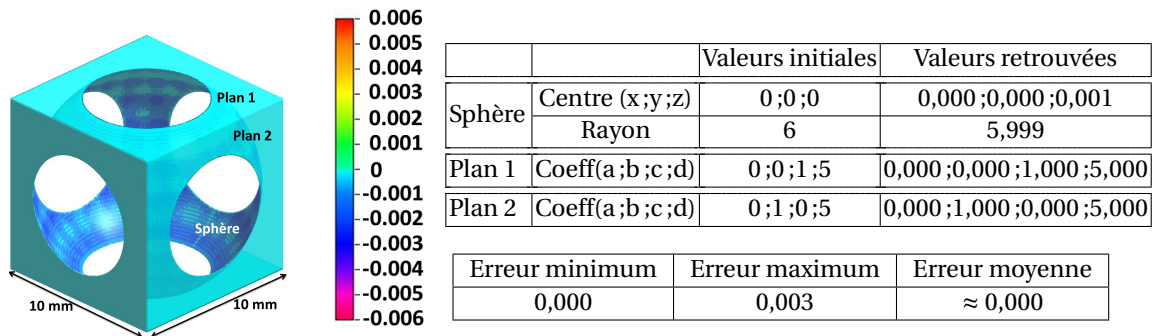 Plan 1
Plan 2
Sphère
10 mm
10 mm
0.006
0.005
0.004
0.003
0.002
0.001
0
-0.001
-0.002
-0.003
-0.004
-0.005
-0.006
Valeurs initiales Valeurs retrouvées
Sphère Centre (x;y;z) 0;0;0 0,000;0,000;0,001
Rayon 6 5,999
Plan 1 Coeff(a;b;c;d) 0;0;1;5 0,000;0,000;1,000;5,000
Plan 2 Coeff(a;b;c;d) 0;1;0;5 0,000;1,000;0,000;5,000
Erreur minimum Erreur maximum Erreur moyenne
0,000 0,003 ≈ 0,000